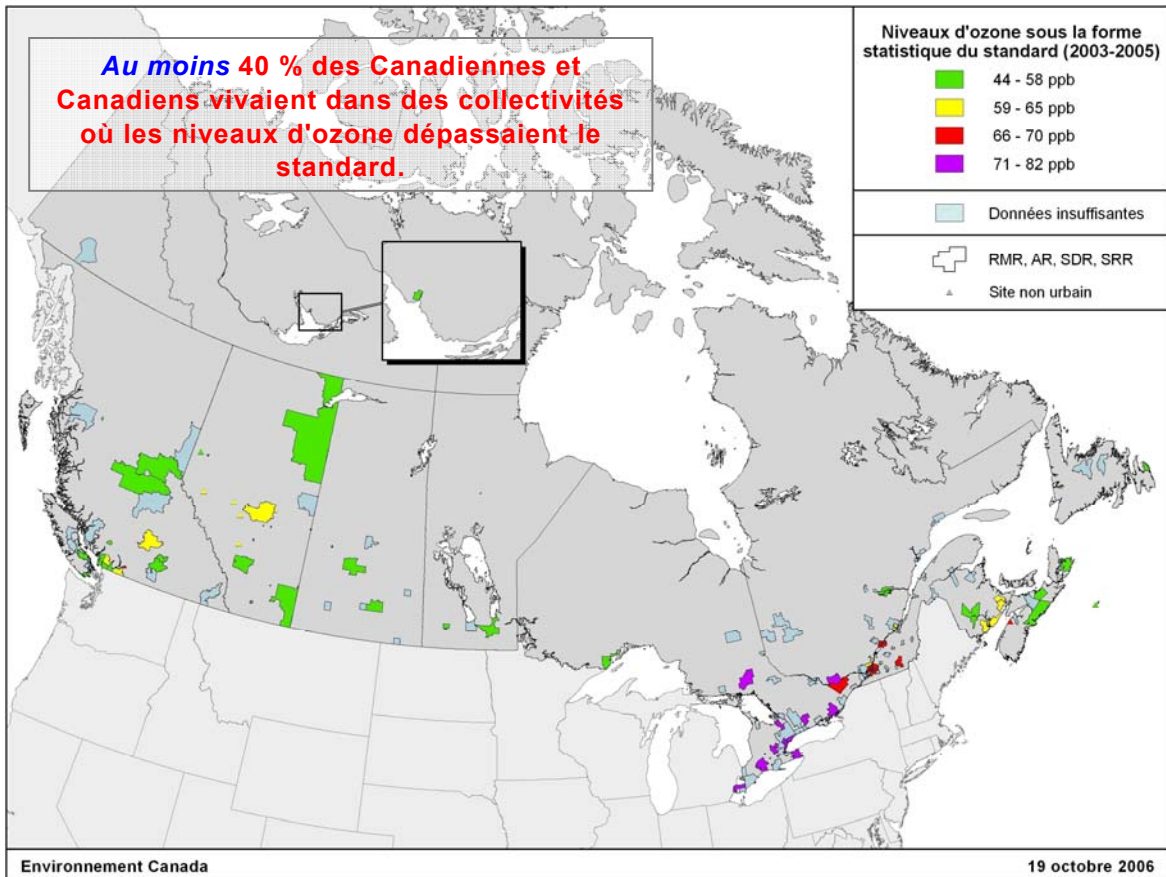 Au moins 40 % des Canadiennes et
Canadiens vivaient dans des collectivités
où les niveaux d'ozone dépassaient le
standard.
Niveaux d'ozone sous la forme
statistique du standard (2003-2005)
44 - 58 ppb
59 - 65 ppb
66 - 70 ppb
71 - 82 ppb
Données insuffisantes
RMR, AR, SDR, SRR
Site non urbain
Environnement Canada
19 octobre 2006